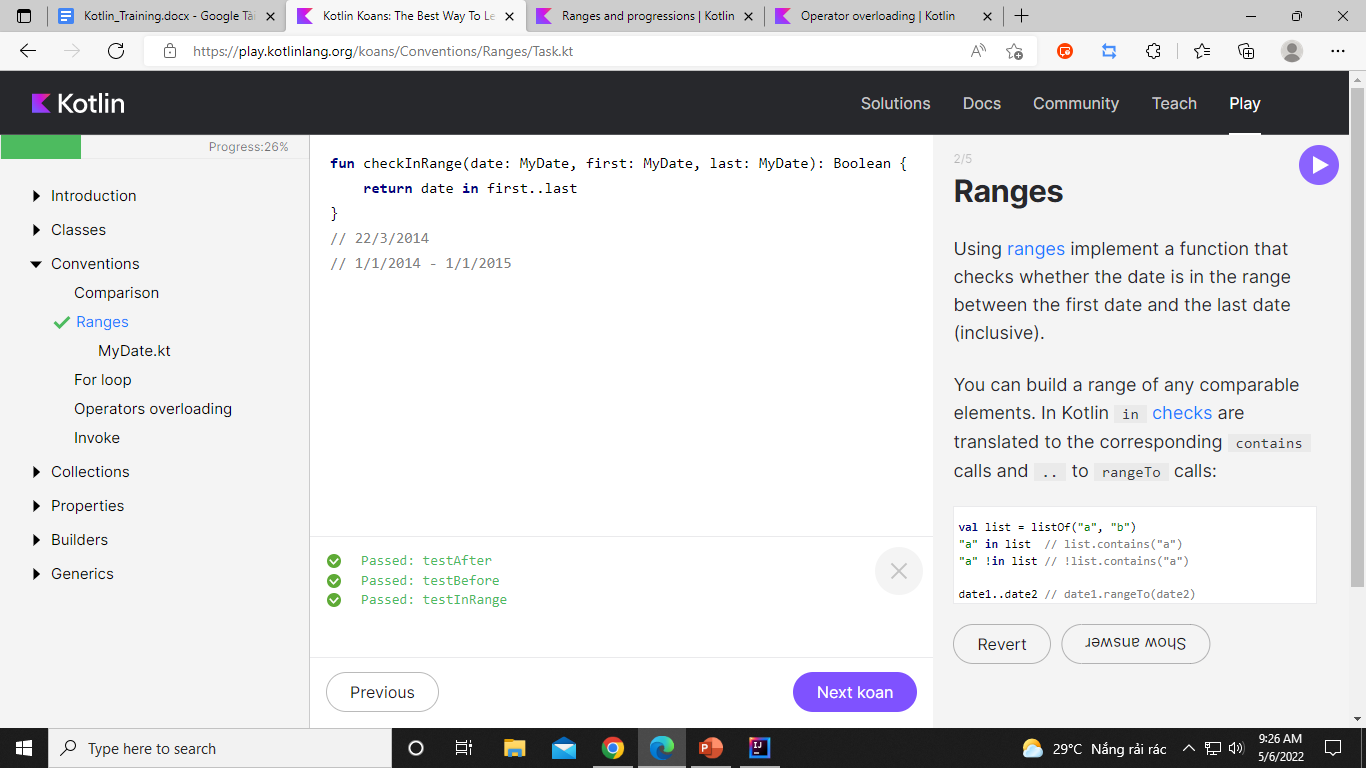 Kotlin_Training.docx - Google Tài
Kotlin Koans: The Best Way To Le
Ranges and progressions | Kotlin
Operator overloading | Kotlin
https://play.kotlinlang.org/koans/Conventions/Ranges/Task.kt
Kotlin
Solutions
Docs
Community
Teach
Play
Progress:26%
Introduction
Classes
Conventions
Comparison
Ranges
MyDate.kt
For loop
Operators overloading
Invoke
Collections
Properties
Builders
Generics
fun checkInRange(date: MyDate, first: MyDate, last: MyDate): Boolean {
return date in first..last
}
// 22/3/2014
// 1/1/2014 - 1/1/2015
Passed: testAfter
Passed: testBefore
Passed: testInRange
Previous
Next koan
2/5
Ranges
Using ranges implement a function that
checks whether the date is in the range
between the first date and the last date
(inclusive).
You can build a range of any comparable
elements. In Kotlin in checks are
translated to the corresponding contains
calls and .. to rangeTo calls:
val list = listOf("a", "b")
"a" in list // list.contains("a")
"a" !in list // !list.contains("a")
date1..date2 // date1.rangeTo(date2)
Revert
Show answer
Type here to search
29°C Nắng rải rác
9:26 AM
5/6/2022